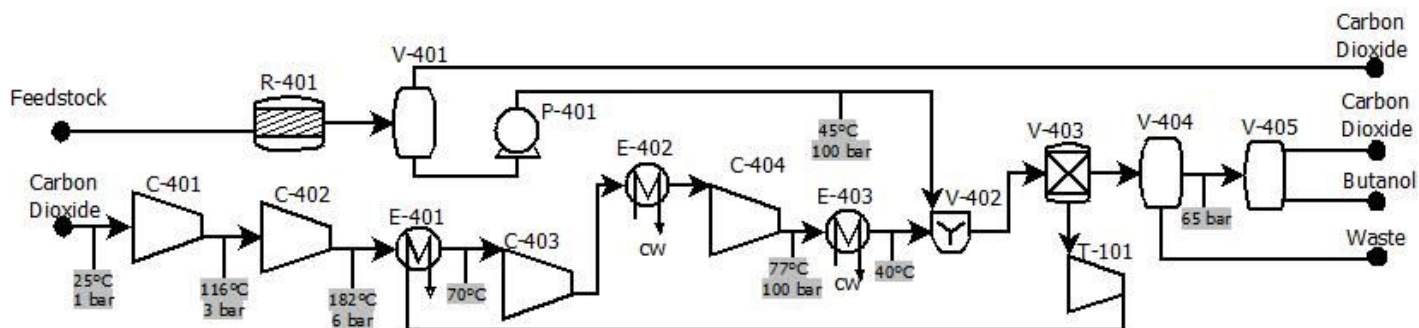 Carbon
Dioxide
V-401
R-401
Feedstock
P-401
45°C
100 bar
Carbon
Dioxide
V-403
V-404
V-405
E-402
C-404
Carbon
Dioxide
C-401
C-402
E-401
C-403
E-403
V-402
Butanol
CW
65 bar
Waste
25°C
1 bar
116°C
3 bar
182°C
6 bar
70°C
77°C
100 bar
CW
40°C
T-101